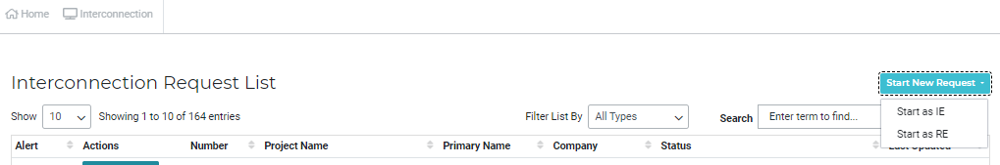 Home Interconnection
Interconnection Request List
Start New Request
Show 10 Showing 1 to 10 of 164 entries
Filter List By All Types
Search Enter term to find...
Start as IE
Start as RE
Alert Actions Number Project Name Primary Name Company Status Last Updated